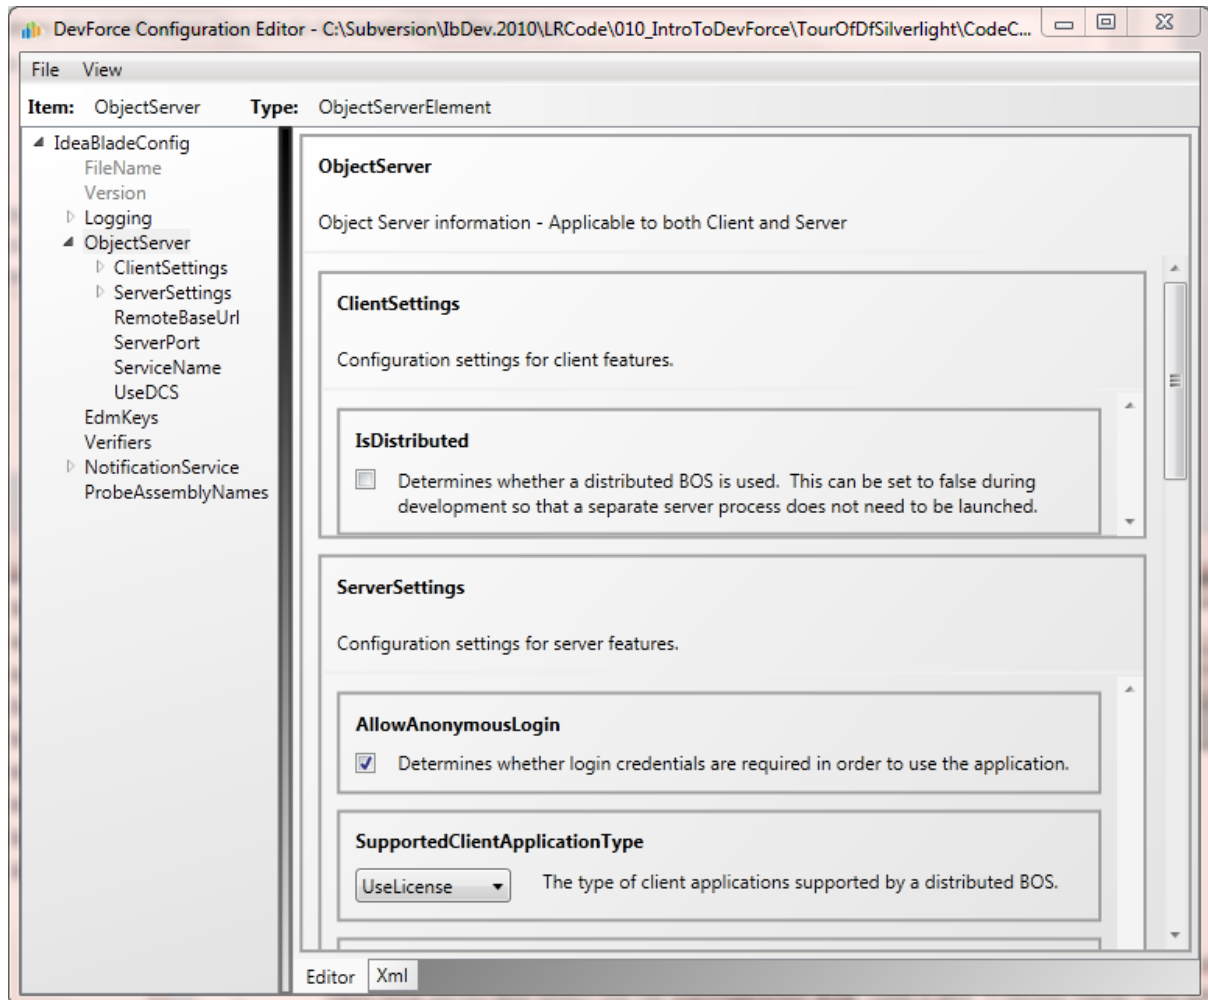 DevForce Configuration Editor - C:\Subversion\IbDev.2010\LRCode\010_IntroToDevForce\TourOfDfSilverlight\CodeC...
File View
Item: ObjectServer Type: ObjectServerElement
IdeaBladeConfig
FileName
Version
Logging
ObjectServer
ClientSettings
ServerSettings
RemoteBaseUrl
ServerPort
ServiceName
UseDCS
EdmKeys
Verifiers
NotificationService
ProbeAssemblyNames
ObjectServer
Object Server information - Applicable to both Client and Server
ClientSettings
Configuration settings for client features.
IsDistributed
Determines whether a distributed BOS is used.  This can be set to false during
development so that a separate server process does not need to be launched.
ServerSettings
Configuration settings for server features.
AllowAnonymousLogin
Determines whether login credentials are required in order to use the application.
SupportedClientApplicationType
UseLicense The type of client applications supported by a distributed BOS.
Editor Xml